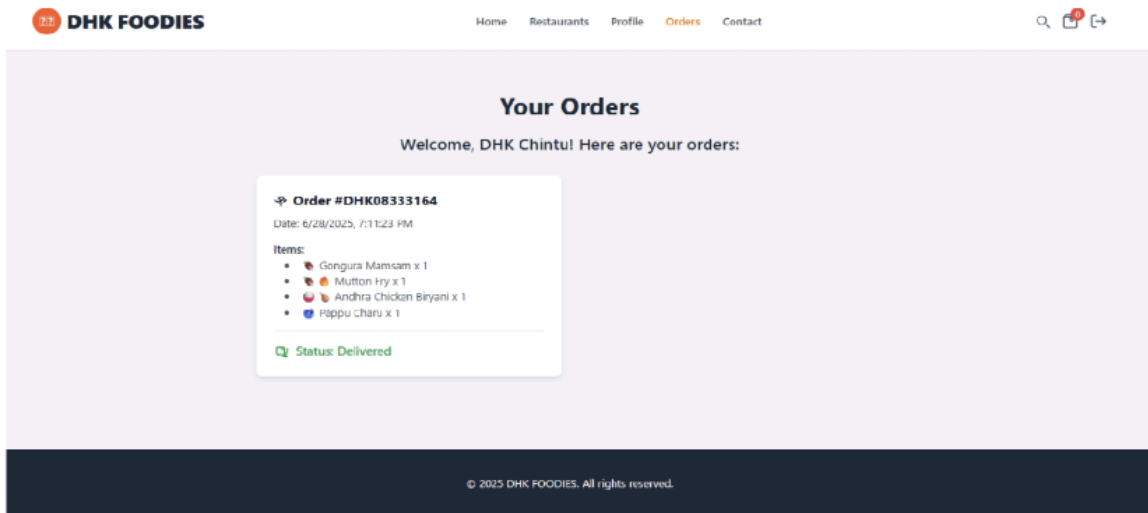 DHK FOODIES
Home Restaurants Profile Orders Contact
0
Your Orders
Welcome, DHK Chintu! Here are your orders:
Order #DHK08333164
Date: 6/28/2025, 7:11:23 PM
Items:
Gongura Mamsam x 1
Mutton Fry x 1
Andhra Chicken Biryani x 1
Pappu Charu x 1
Status: Delivered
© 2025 DHK FOODIES. All rights reserved.